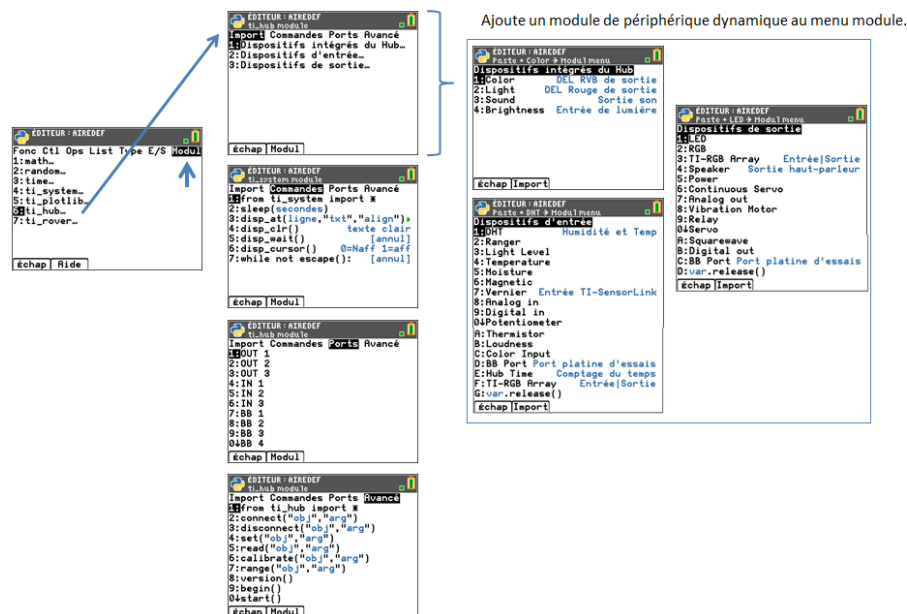 Ajoute un module de périphérique dynamique au menu module.
ÉDITEUR : AIREDEF
Fonc Ctl Ops List Type E/S Modul
1:math…
2:random…
3:time…
4:ti_system…
5:ti_plotlib…
6:ti_hub…
7:ti_rover…
échap Aide
ÉDITEUR : AIREDEF
ti_hub module
Import Commandes Ports Avancé
1:Dispositifs intégrés du Hub…
2:Dispositifs d'entrée…
3:Dispositifs de sortie…
échap Modul
ÉDITEUR : AIREDEF
ti_system module
Import Commandes Ports Avancé
1:from ti_system import *
2:sleep(secondes)
3:disp_at(ligne,"txt","align")▸
4:disp_clr() texte clair
5:disp_wait() [annul]
6:disp_cursor() 0=Naff 1=aff
7:while not escape(): [annul]
échap Modul
ÉDITEUR : AIREDEF
ti_hub module
Import Commandes Ports Avancé
1:OUT 1
2:OUT 2
3:OUT 3
4:IN 1
5:IN 2
6:IN 3
7:BB 1
8:BB 2
9:BB 3
0↓BB 4
échap Modul
ÉDITEUR : AIREDEF
ti_hub module
Import Commandes Ports Avancé
1:from ti_hub import *
2:connect("obj","arg")
3:disconnect("obj","arg")
4:set("obj","arg")
5:read("obj","arg")
6:calibrate("obj","arg")
7:range("obj","arg")
8:version()
9:begin()
0↓start()
échap Modul
ÉDITEUR : AIREDEF
Paste + Color → Modul menu
Dispositifs intégrés du Hub
1:Color DEL RVB de sortie
2:Light DEL Rouge de sortie
3:Sound Sortie son
4:Brightness Entrée de lumière
échap Import
ÉDITEUR : AIREDEF
Paste + DHT → Modul menu
Dispositifs d'entrée
1:DHT Humidité et Temp
2:Ranger
3:Light Level
4:Temperature
5:Moisture
6:Magnetic
7:Vernier Entrée TI-SensorLink
8:Analog in
9:Digital in
0↓Potentiometer
A:Thermistor
B:Loudness
C:Color Input
D:BB Port Port platine d'essais
E:Hub Time Comptage du temps
F:TI-RGB Array Entrée|Sortie
G:var.release()
échap Import
ÉDITEUR : AIREDEF
Paste + LED → Modul menu
Dispositifs de sortie
1:LED
2:RGB
3:TI-RGB Array Entrée|Sortie
4:Speaker Sortie haut-parleur
5:Power
6:Continuous Servo
7:Analog out
8:Vibration Motor
9:Relay
0↓Servo
A:Squarewave
B:Digital out
C:BB Port Port platine d'essais
D:var.release()
échap Import